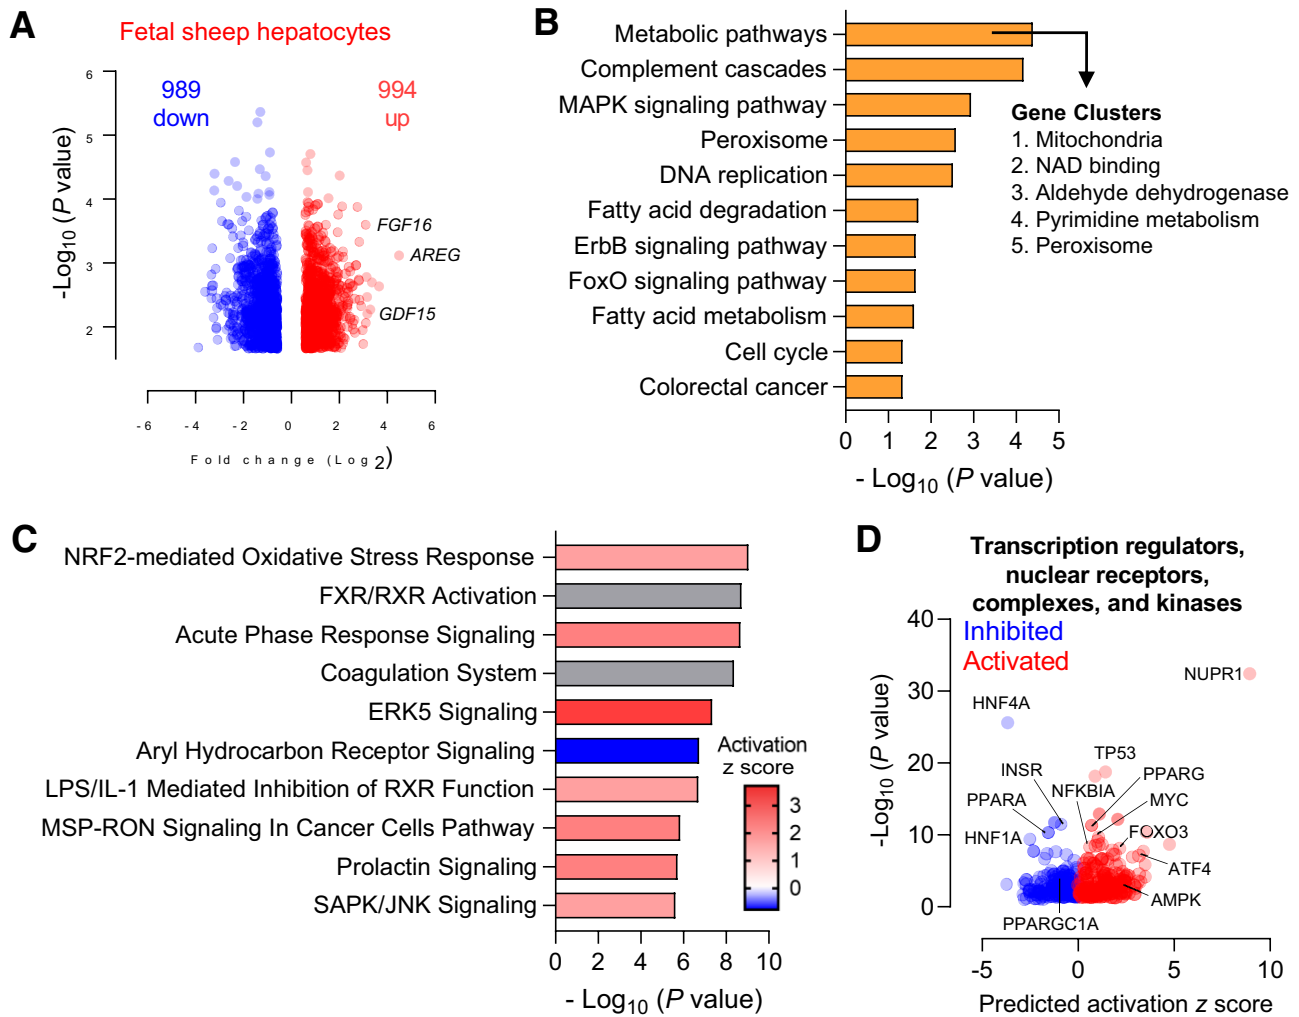 A
Fetal sheep hepatocytes
989
down
994
up
6
5
4
3
2
-Log10 (P value)
FGF16
AREG
GDF15
-6
-4
-2
0
2
4
6
Fold change (Log2)
B
Metabolic pathways
Complement cascades
MAPK signaling pathway
Peroxisome
DNA replication
Fatty acid degradation
ErbB signaling pathway
FoxO signaling pathway
Fatty acid metabolism
Cell cycle
Colorectal cancer
0
1
2
3
4
5
- Log10 (P value)
Gene Clusters
1. Mitochondria
2. NAD binding
3. Aldehyde dehydrogenase
4. Pyrimidine metabolism
5. Peroxisome
C
NRF2-mediated Oxidative Stress Response
FXR/RXR Activation
Acute Phase Response Signaling
Coagulation System
ERK5 Signaling
Aryl Hydrocarbon Receptor Signaling
LPS/IL-1 Mediated Inhibition of RXR Function
MSP-RON Signaling In Cancer Cells Pathway
Prolactin Signaling
SAPK/JNK Signaling
0
2
4
6
8
10
- Log10 (P value)
Activation
z score
3
2
1
0
D
Transcription regulators,
nuclear receptors,
complexes, and kinases
Inhibited
Activated
40
30
20
10
0
-Log10 (P value)
NUPR1
HNF4A
TP53
INSR
PPARG
NFKBIA
PPARA
MYC
HNF1A
FOXO3
ATF4
AMPK
PPARGC1A
-5
0
5
10
Predicted activation z score